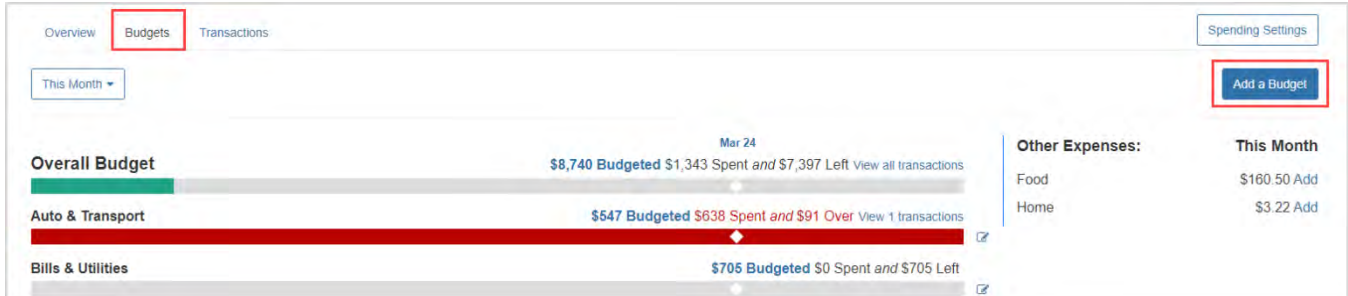 Overview Budgets Transactions Spending Settings
This Month Add a Budget
Mar 24
Overall Budget $8,740 Budgeted $1,343 Spent and $7,397 Left View all transactions
Auto & Transport $547 Budgeted $638 Spent and $91 Over View 1 transactions
Bills & Utilities $705 Budgeted $0 Spent and $705 Left
Other Expenses: This Month
Food $160.50 Add
Home $3.22 Add